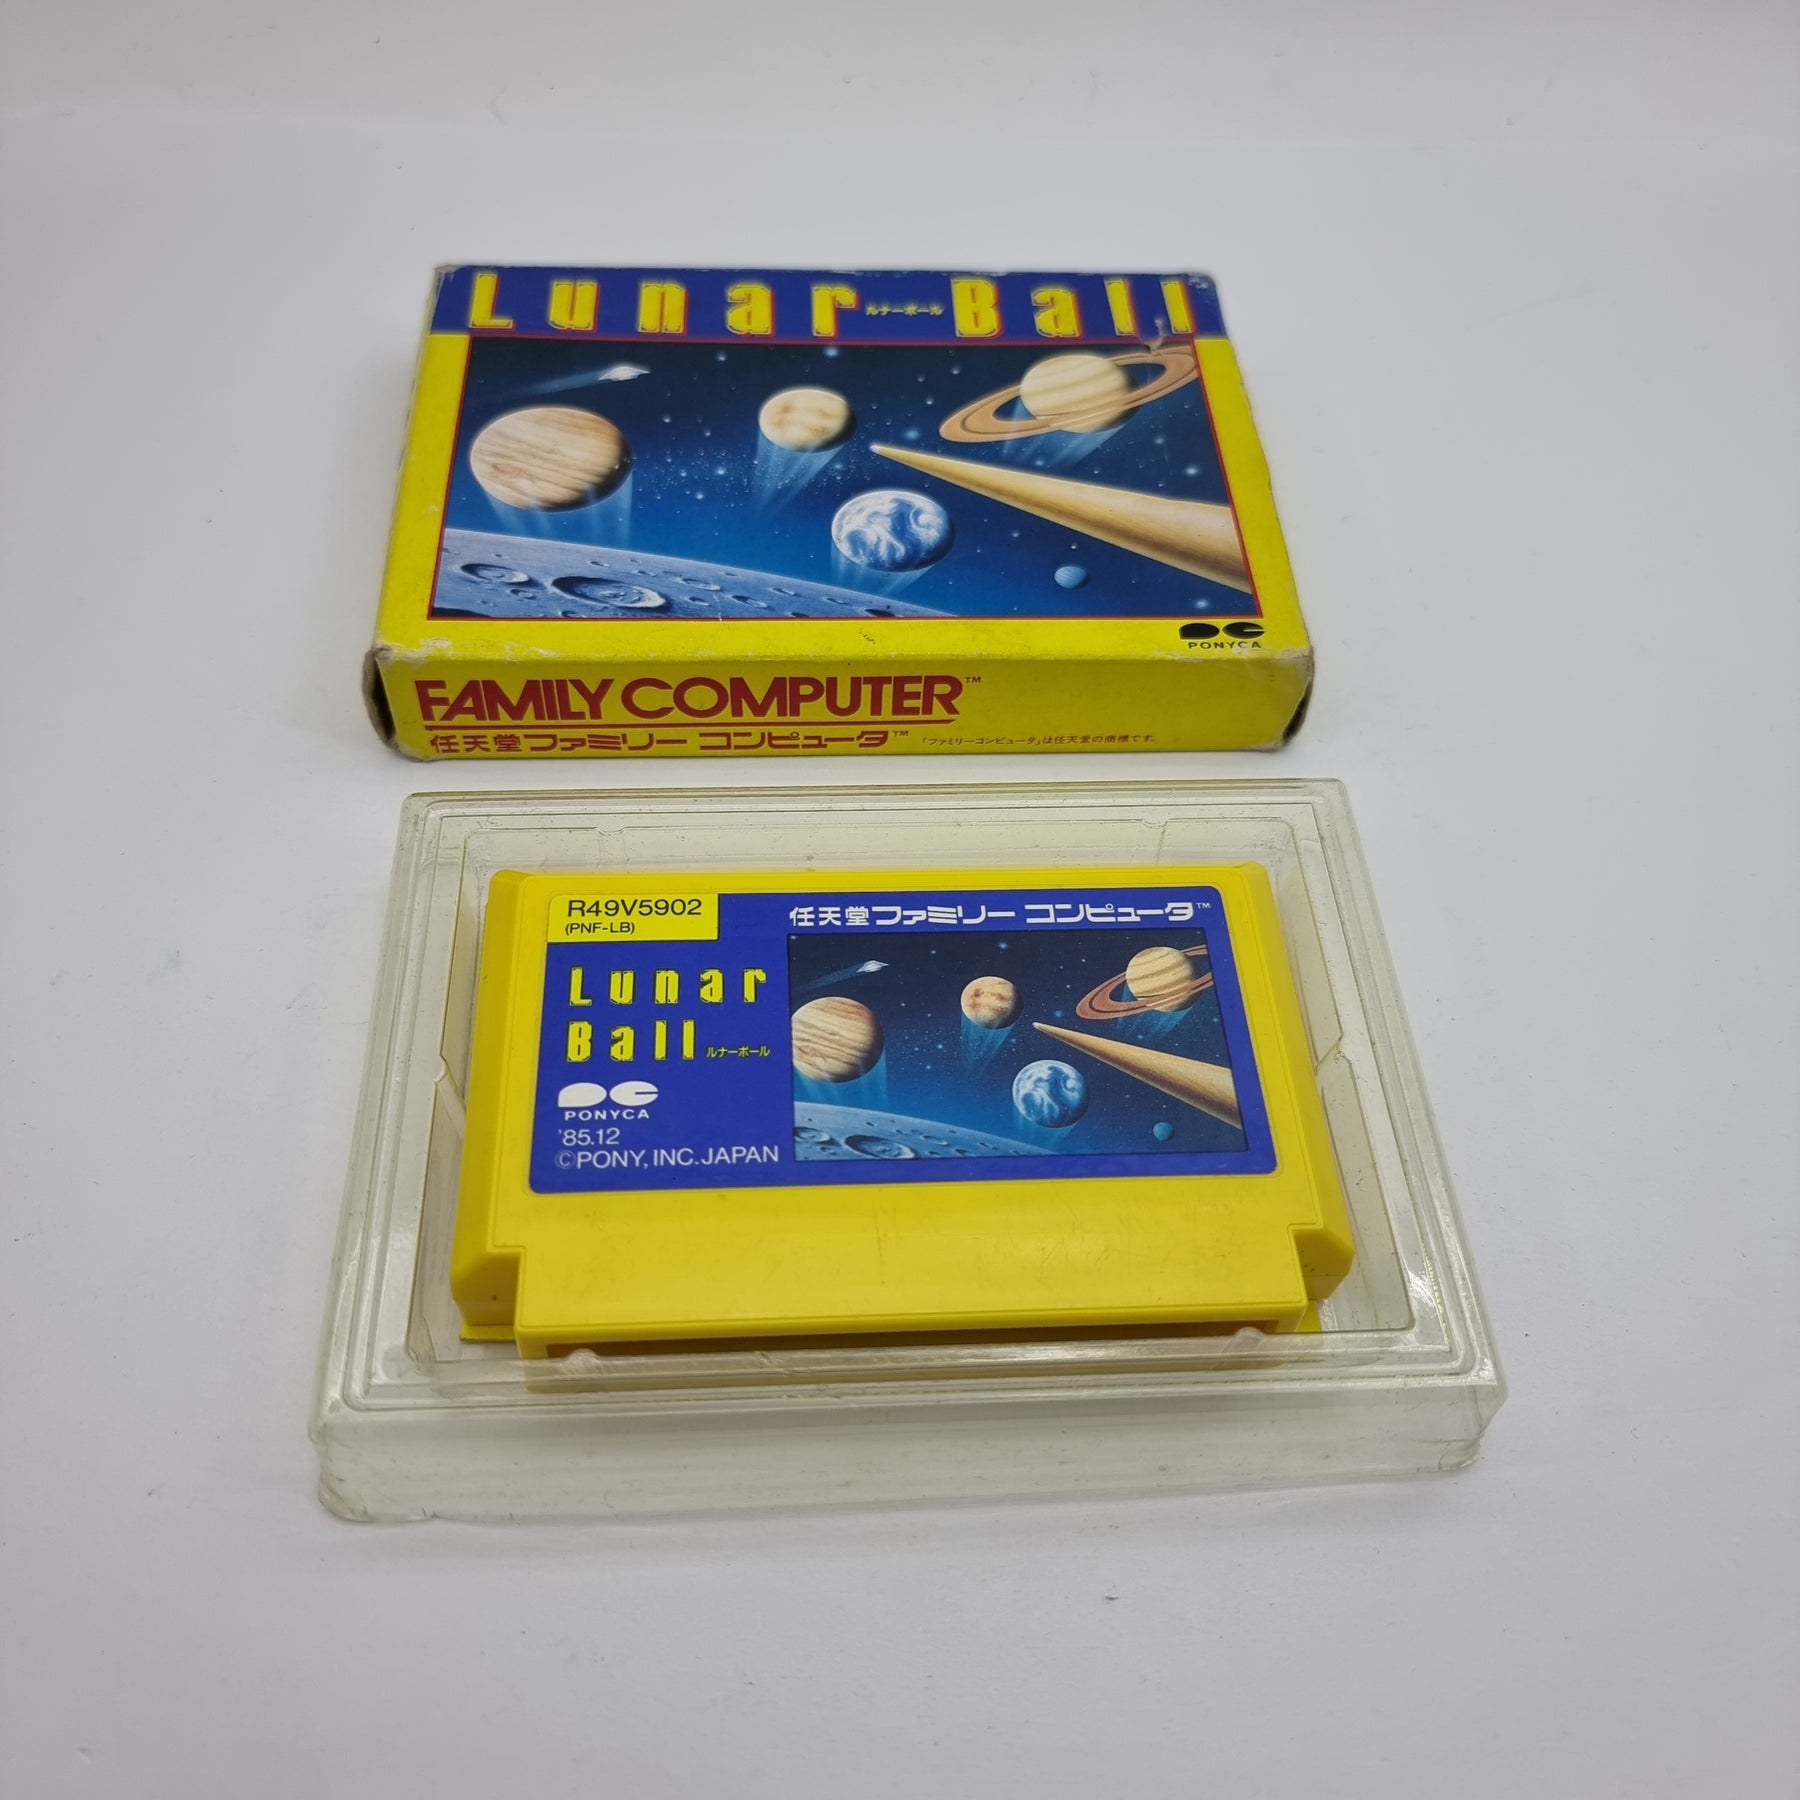 Lunar ルナーボール Ball
PONYCA
FAMILY COMPUTER™
任天堂ファミリー コンピュータ™ 「ファミリーコンピュータ」は任天堂の商標です。
R49V5902
(PNF-LB)
任天堂ファミリー コンピュータ™
Lunar
Ball ルナーボール
PONYCA
'85.12
©PONY, INC. JAPAN